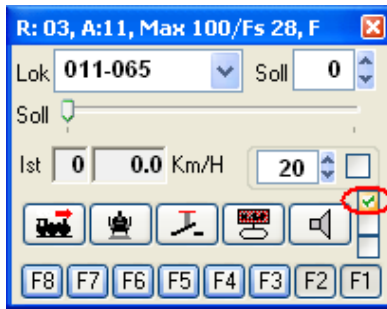 R: 03, A:11, Max 100/Fs 28, F
Lok 011-065 Soll 0
Soll
Ist 0 0.0 Km/H 20
F8 F7 F6 F5 F4 F3 F2 F1